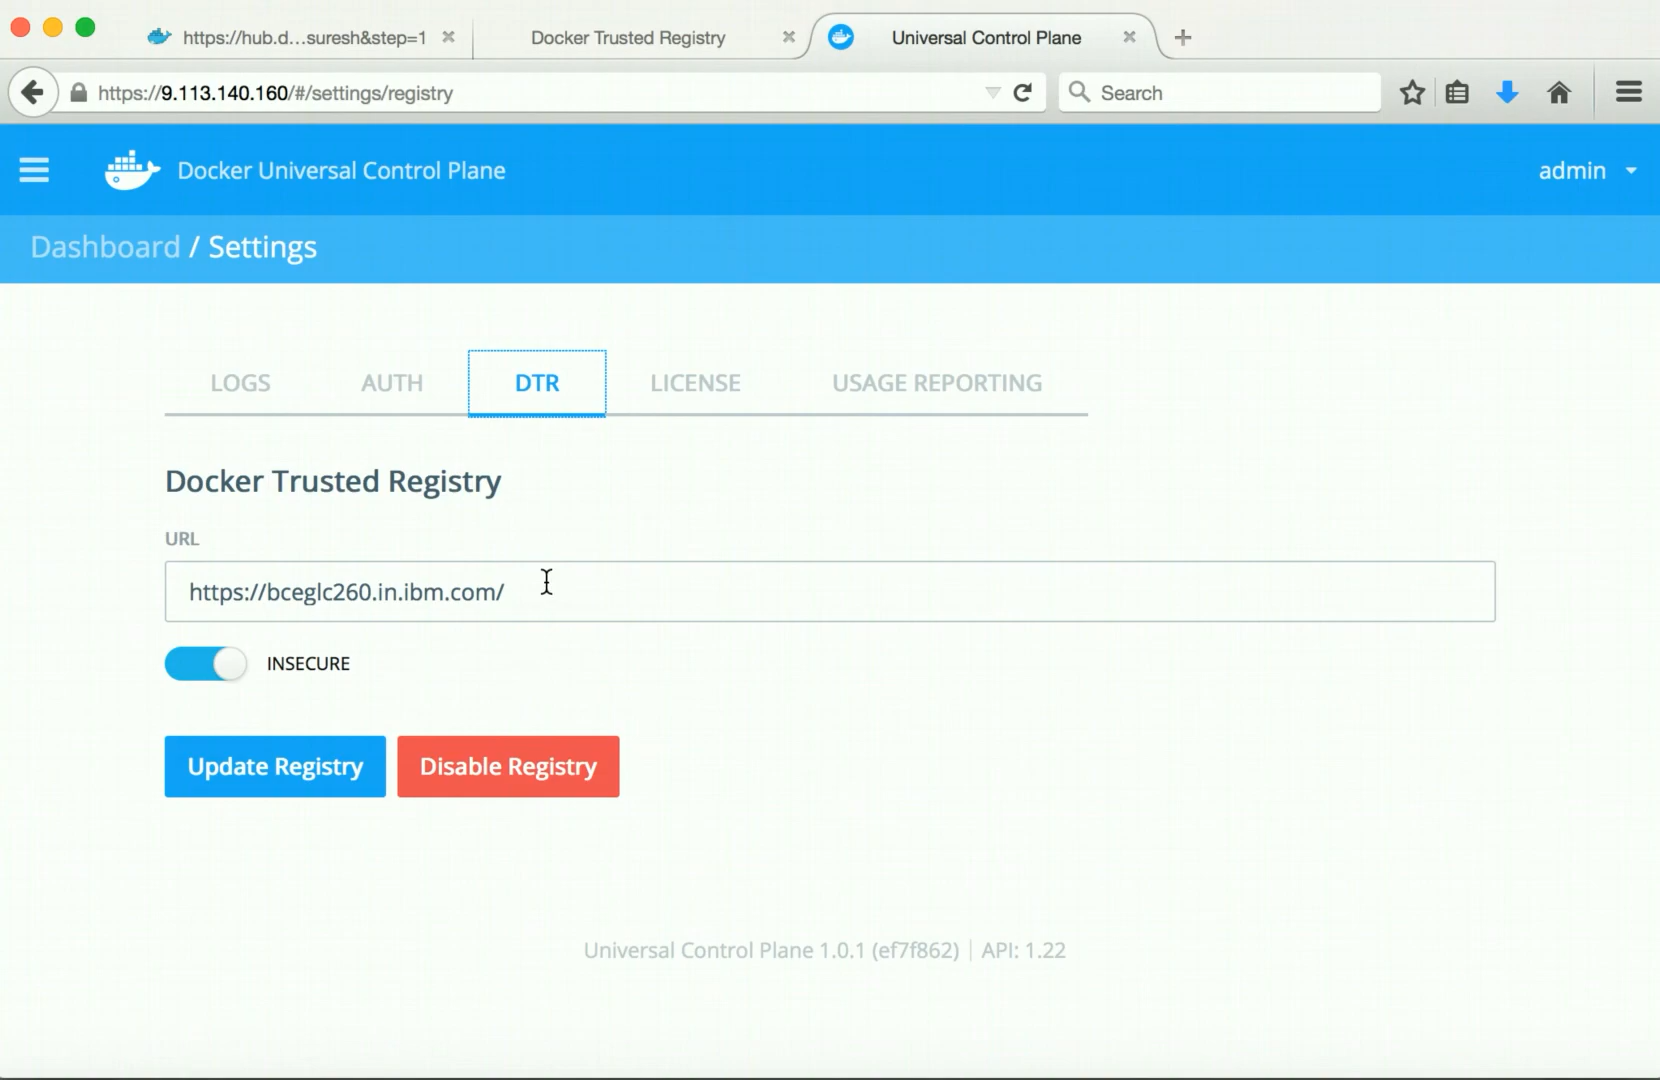 https://hub.d...suresh&step=1
Docker Trusted Registry
Universal Control Plane
https://9.113.140.160/#/settings/registry
Search
Docker Universal Control Plane
admin
Dashboard / Settings
LOGS
AUTH
DTR
LICENSE
USAGE REPORTING
Docker Trusted Registry
URL
https://bceglc260.in.ibm.com/
INSECURE
Update Registry
Disable Registry
Universal Control Plane 1.0.1 (ef7f862) | API: 1.22